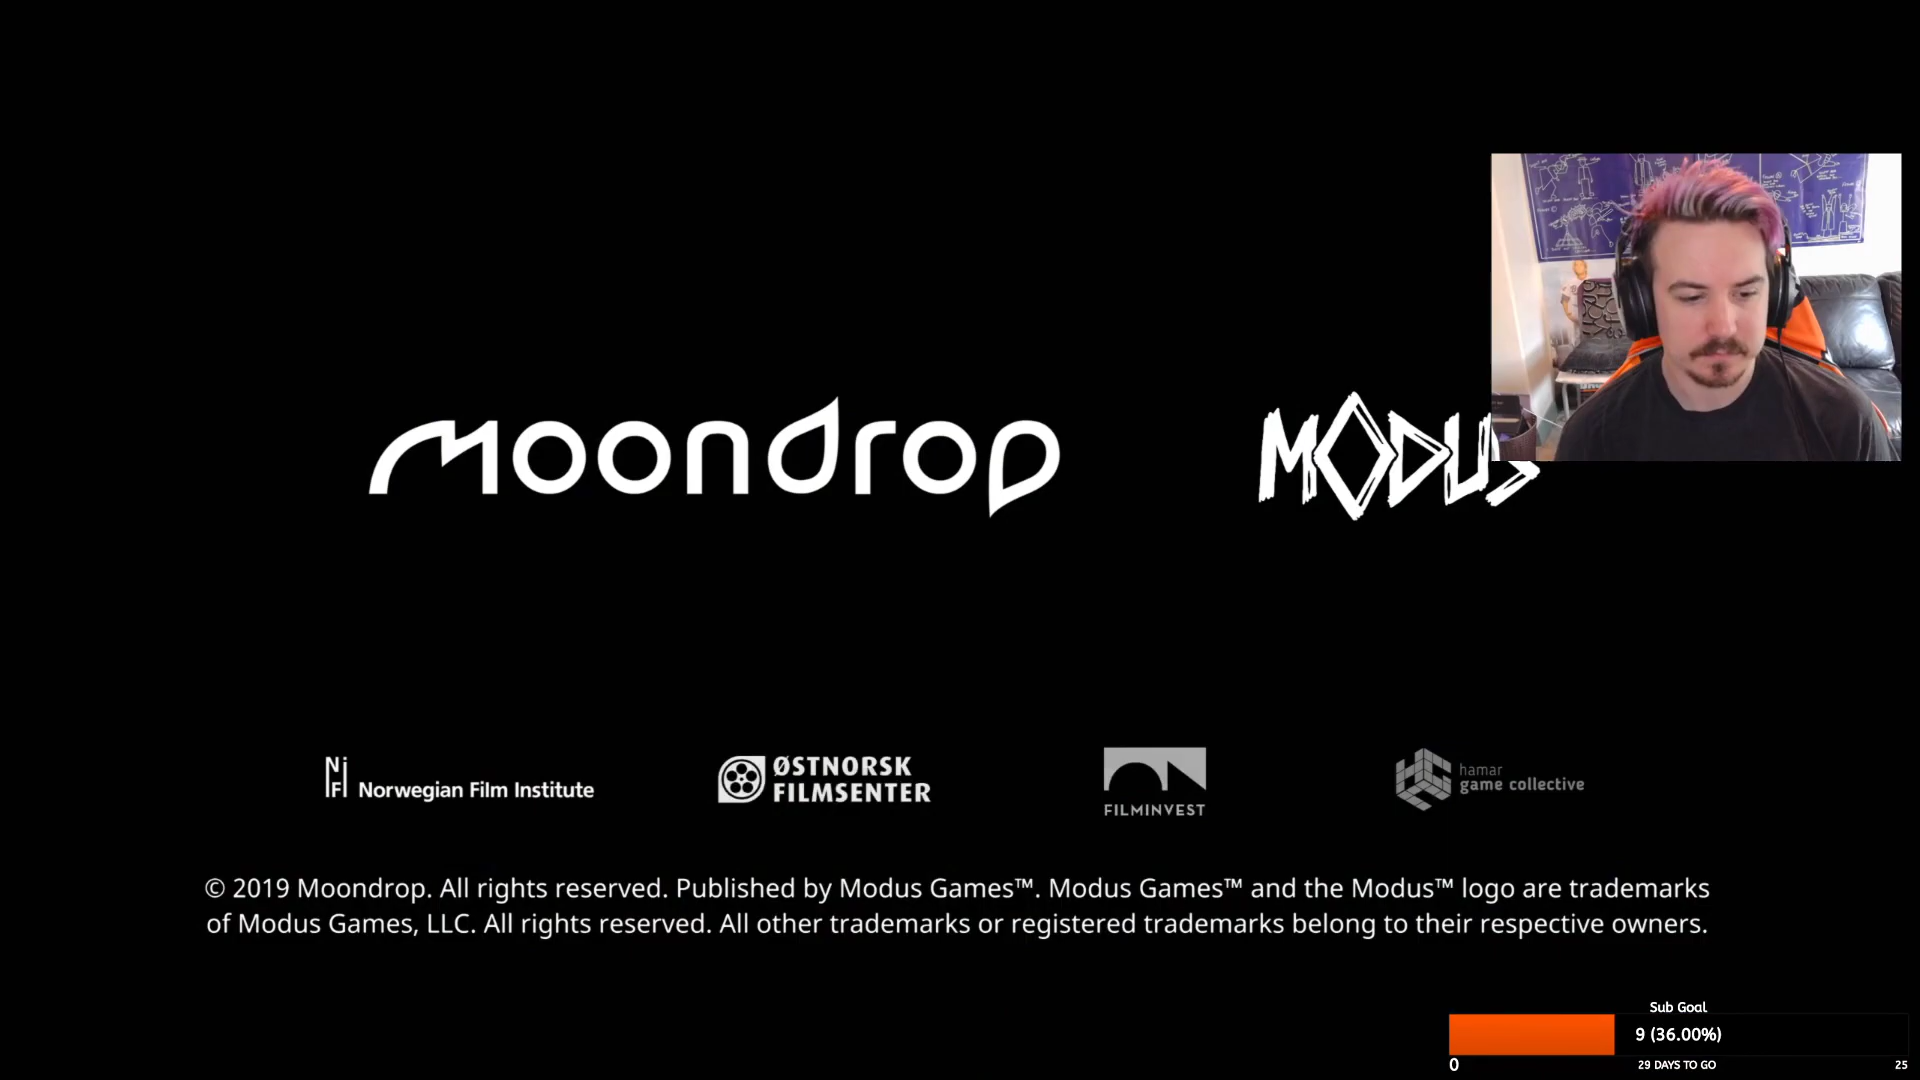 moondrop
MODUS
NFi Norwegian Film Institute
ØSTNORSK
FILMSENTER
FILMINVEST
hamar
game collective
© 2019 Moondrop. All rights reserved. Published by Modus Games™. Modus Games™ and the Modus™ logo are trademarks
of Modus Games, LLC. All rights reserved. All other trademarks or registered trademarks belong to their respective owners.
Sub Goal
9 (36.00%)
0
29 DAYS TO GO
25